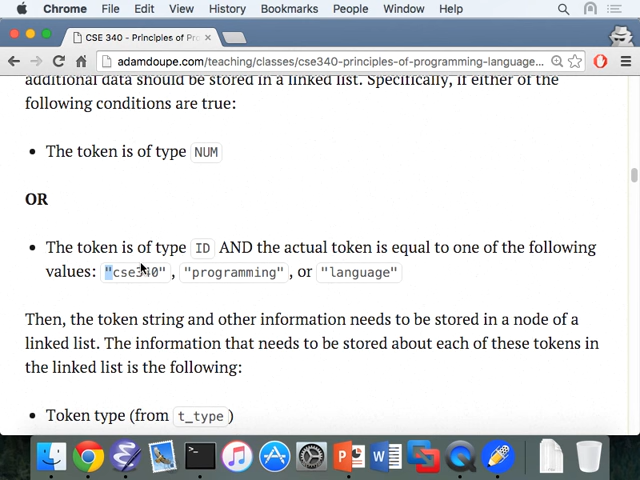 Chrome File Edit View History Bookmarks People Window Help
CSE 340 - Principles of Prog
adamdoupe.com/teaching/classes/cse340-principles-of-programming-language...
additional data should be stored in a linked list. Specifically, if either of the
following conditions are true:
• The token is of type NUM
OR
• The token is of type ID AND the actual token is equal to one of the following
values: "cse340", "programming", or "language"
Then, the token string and other information needs to be stored in a node of a
linked list. The information that needs to be stored about each of these tokens in
the linked list is the following:
• Token type (from t_type)